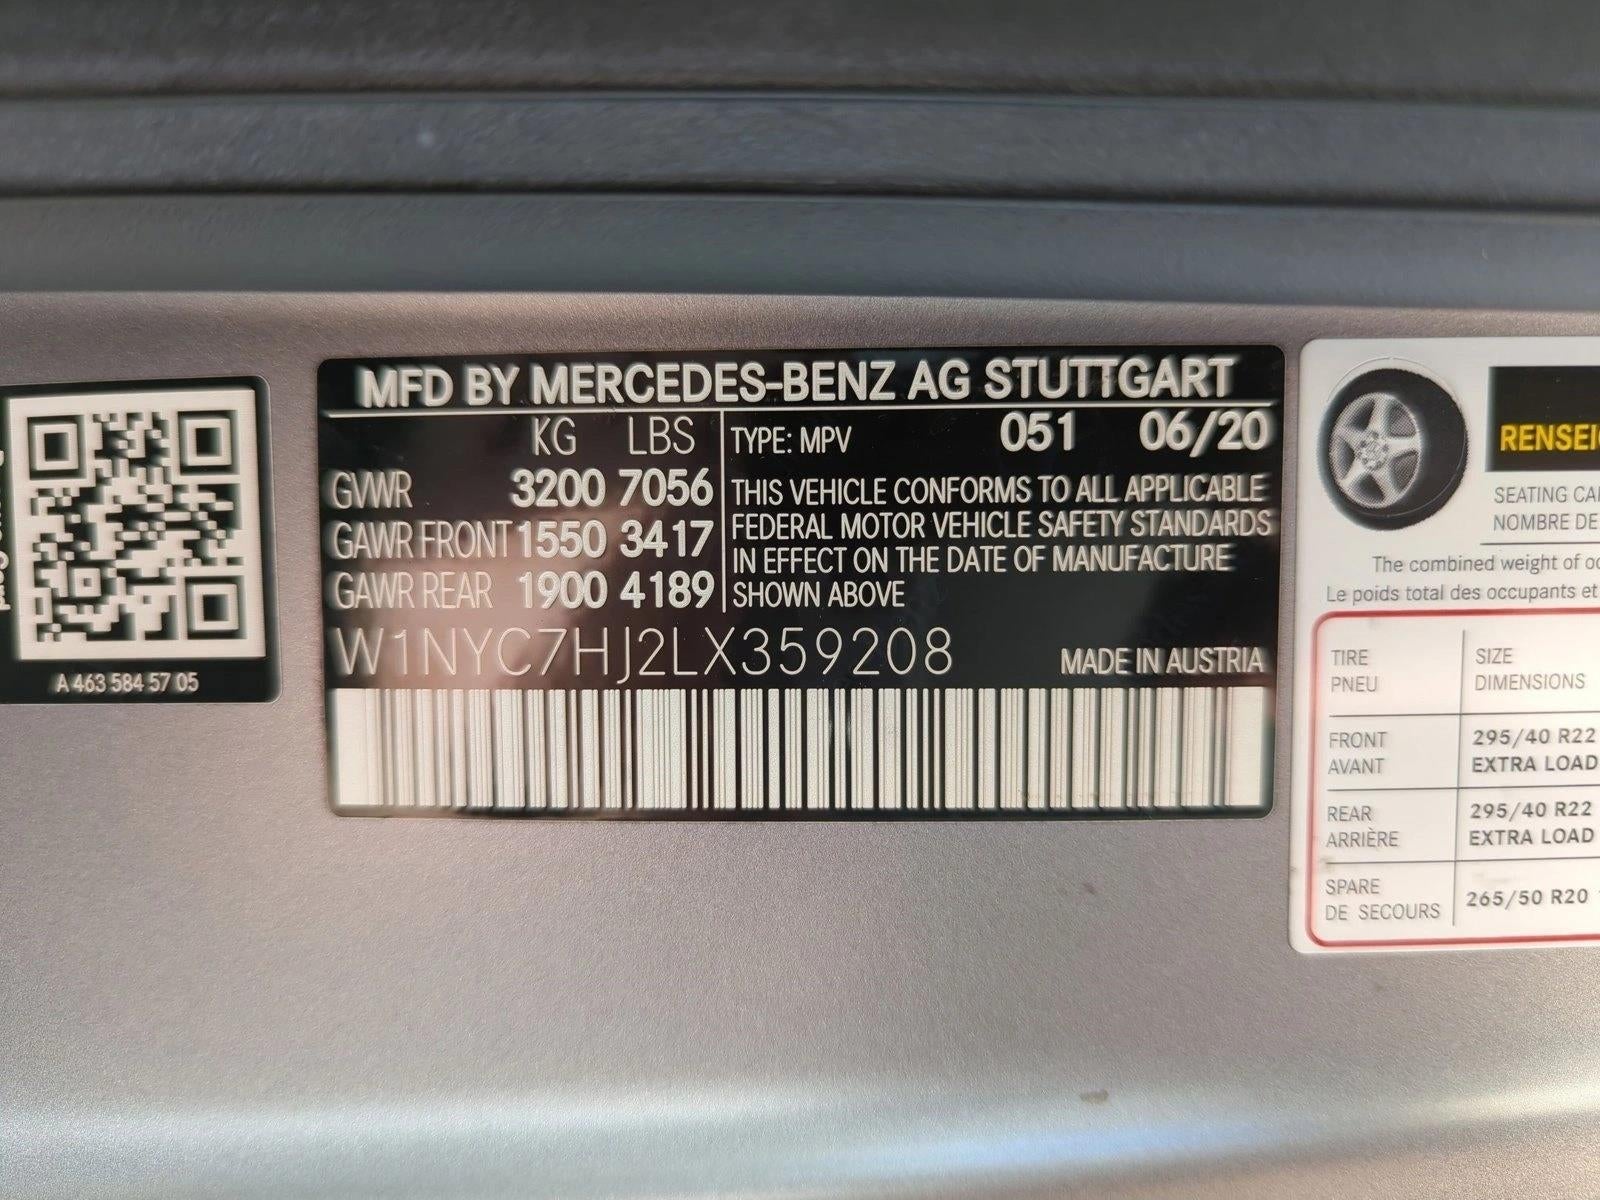 A 463 584 57 05
MFD BY MERCEDES-BENZ AG STUTTGART
KG LBS
GVWR 3200 7056
GAWR FRONT 1550 3417
GAWR REAR 1900 4189
TYPE: MPV 051 06/20
THIS VEHICLE CONFORMS TO ALL APPLICABLE
FEDERAL MOTOR VEHICLE SAFETY STANDARDS
IN EFFECT ON THE DATE OF MANUFACTURE
SHOWN ABOVE
W1NYC7HJ2LX359208 MADE IN AUSTRIA
SEATING
NOMBRE DE
The combined weight of
Le poids total des occupants et
TIRE SIZE
PNEU DIMENSIONS
FRONT 295/40 R22
AVANT EXTRA LOAD
REAR 295/40 R22
ARRIÈRE EXTRA LOAD
SPARE 265/50 R20
DE SECOURS